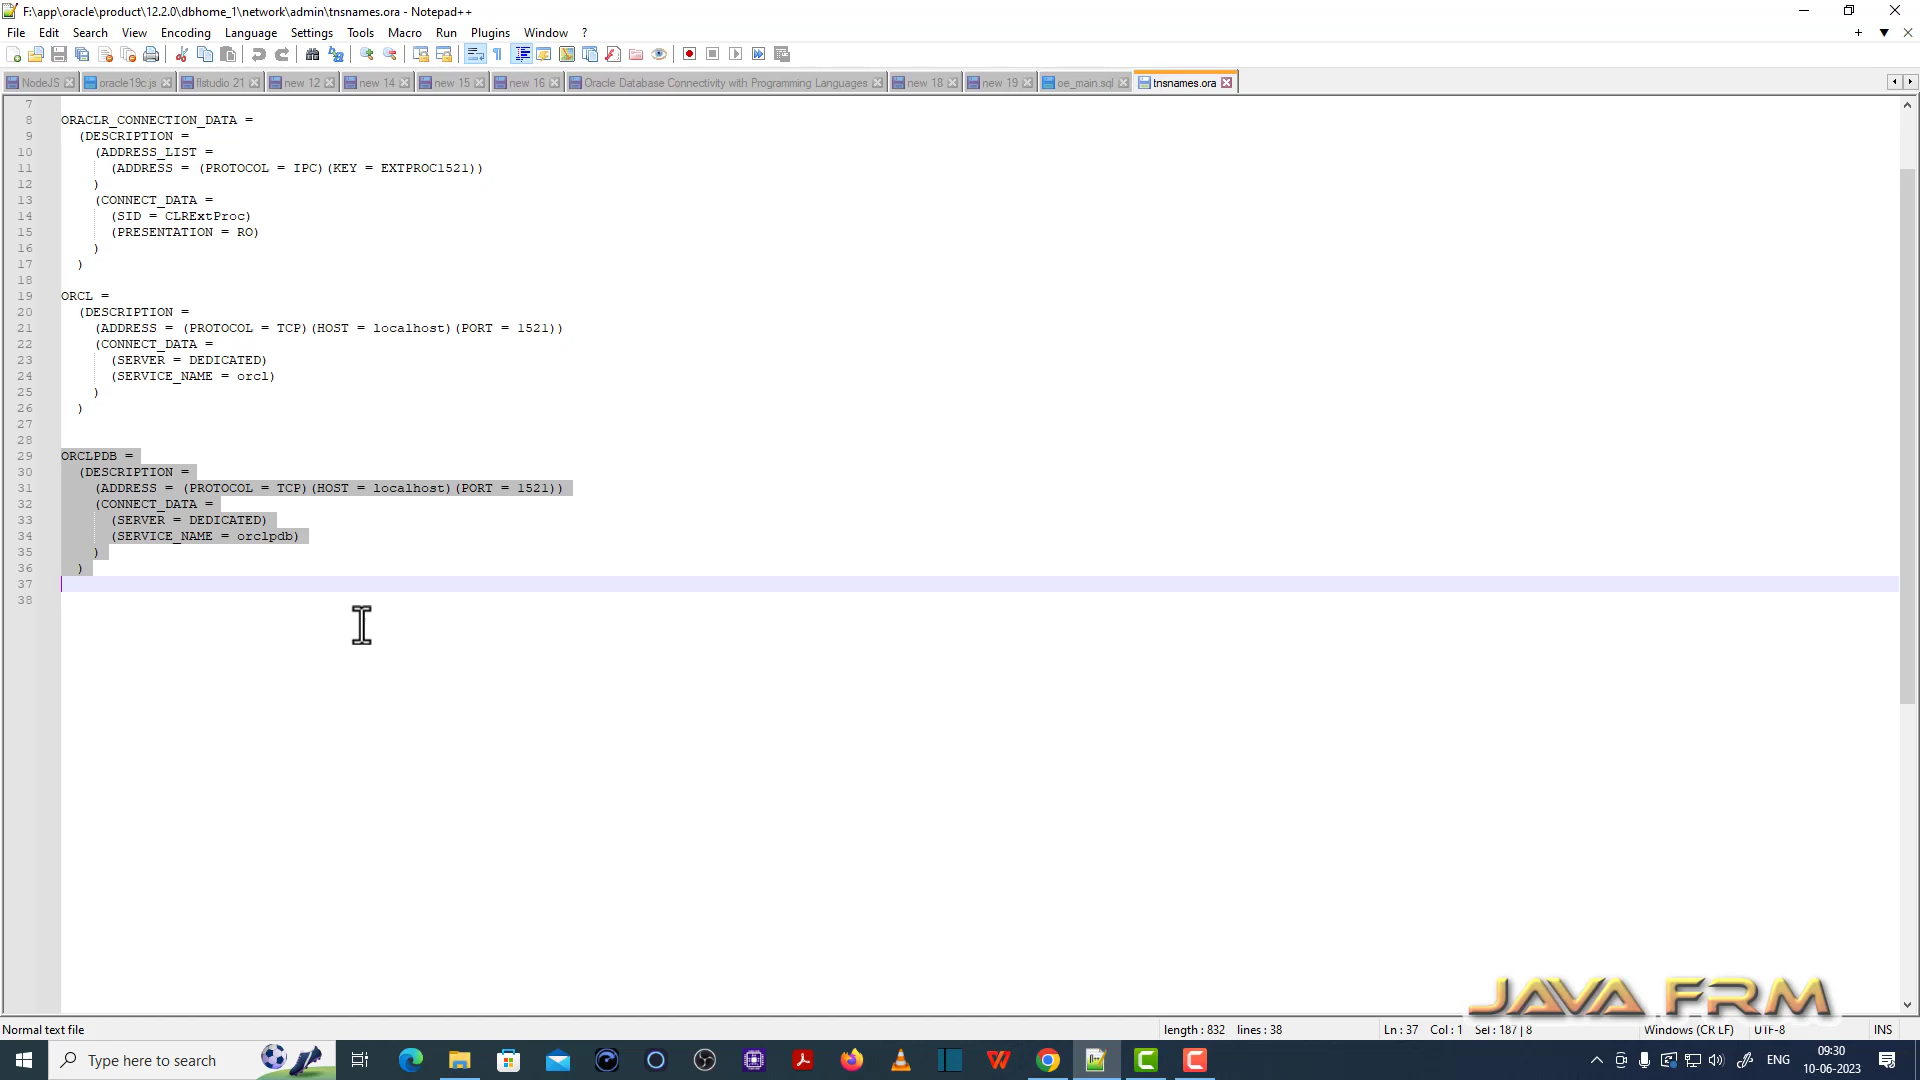 F:\app\oracle\product\12.2.0\dbhome_1\network\admin\tnsnames.ora - Notepad++
File Edit Search View Encoding Language Settings Tools Macro Run Plugins Window ?
NodeJS oracle19c.js flstudio 21 new 12 new 14 new 15 new 16 Oracle Database Connectivity with Programming Languages new 18 new 19 oe_main.sql tnsnames.ora
7
8 ORACLR_CONNECTION_DATA =
9 (DESCRIPTION =
10 (ADDRESS_LIST =
11 (ADDRESS = (PROTOCOL = IPC)(KEY = EXTPROC1521))
12 )
13 (CONNECT_DATA =
14 (SID = CLRExtProc)
15 (PRESENTATION = RO)
16 )
17 )
18
19 ORCL =
20 (DESCRIPTION =
21 (ADDRESS = (PROTOCOL = TCP)(HOST = localhost)(PORT = 1521))
22 (CONNECT_DATA =
23 (SERVER = DEDICATED)
24 (SERVICE_NAME = orcl)
25 )
26 )
27
28
29 ORCLPDB =
30 (DESCRIPTION =
31 (ADDRESS = (PROTOCOL = TCP)(HOST = localhost)(PORT = 1521))
32 (CONNECT_DATA =
33 (SERVER = DEDICATED)
34 (SERVICE_NAME = orclpdb)
35 )
36 )
37
38
JAVA FRM
Normal text file length : 832 lines : 38 Ln : 37 Col : 1 Sel : 187 | 8 Windows (CR LF) UTF-8 INS
Type here to search ENG 09:30
10-06-2023